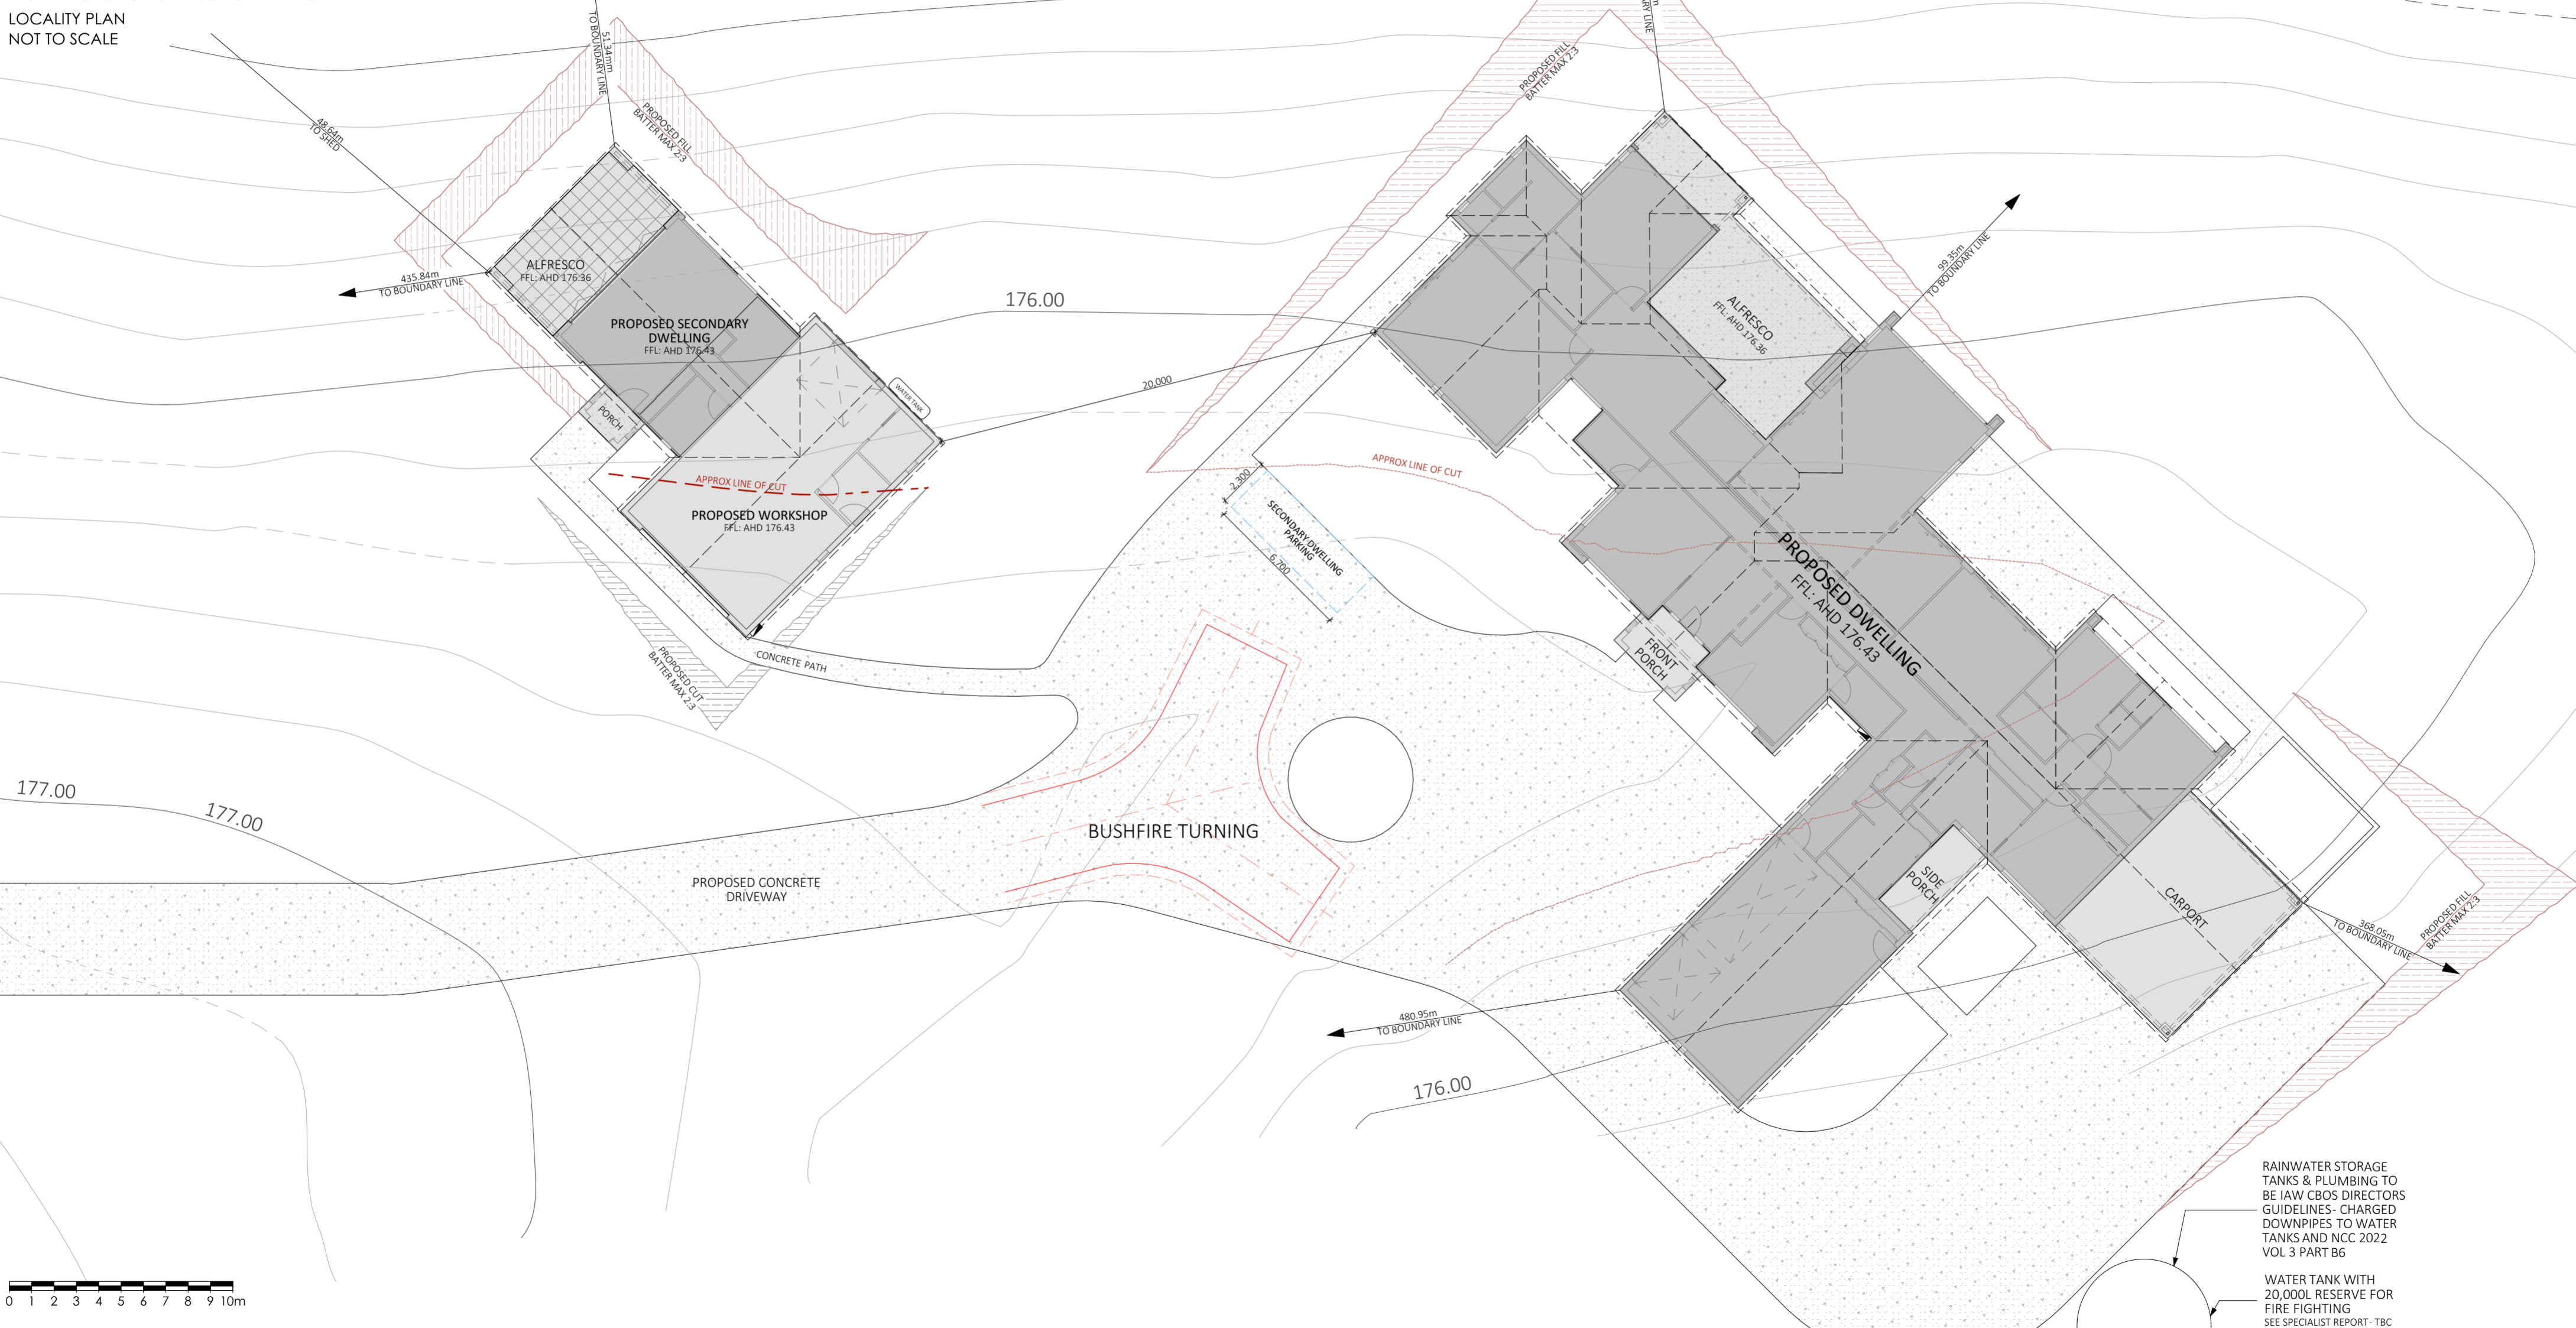 LOCALITY PLAN
NOT TO SCALE
51.34mm
TO BOUNDARY LINE
48.64m
TO SHED
PROPOSED FILL
BATTER MAX 2:3
435.84m
TO BOUNDARY LINE
ALFRESCO
FFL: AHD 176.36
PROPOSED SECONDARY
DWELLING
FFL: AHD 176.43
PORCH
WATER TANK
APPROX LINE OF CUT
PROPOSED WORKSHOP
FFL: AHD 176.43
PROPOSED CUT
BATTER MAX 2:3
CONCRETE PATH
176.00
20,000
PROPOSED FILL
BATTER MAX 2:3
RY LINE
99.35m
TO BOUNDARY LINE
ALFRESCO
FFL: AHD 176.36
APPROX LINE OF CUT
2,300
SECONDARY DWELLING
PARKING
6,700
PROPOSED DWELLING
FFL: AHD 176.43
FRONT
PORCH
177.00
177.00
BUSHFIRE TURNING
PROPOSED CONCRETE
DRIVEWAY
SIDE
PORCH
CARPORT
368.05m
TO BOUNDARY LINE
PROPOSED FILL
BATTER MAX 2:3
480.95m
TO BOUNDARY LINE
176.00
RAINWATER STORAGE
TANKS & PLUMBING TO
BE IAW CBOS DIRECTORS
GUIDELINES- CHARGED
DOWNPIPES TO WATER
TANKS AND NCC 2022
VOL 3 PART B6
WATER TANK WITH
20,000L RESERVE FOR
FIRE FIGHTING
SEE SPECIALIST REPORT- TBC
0 1 2 3 4 5 6 7 8 9 10m